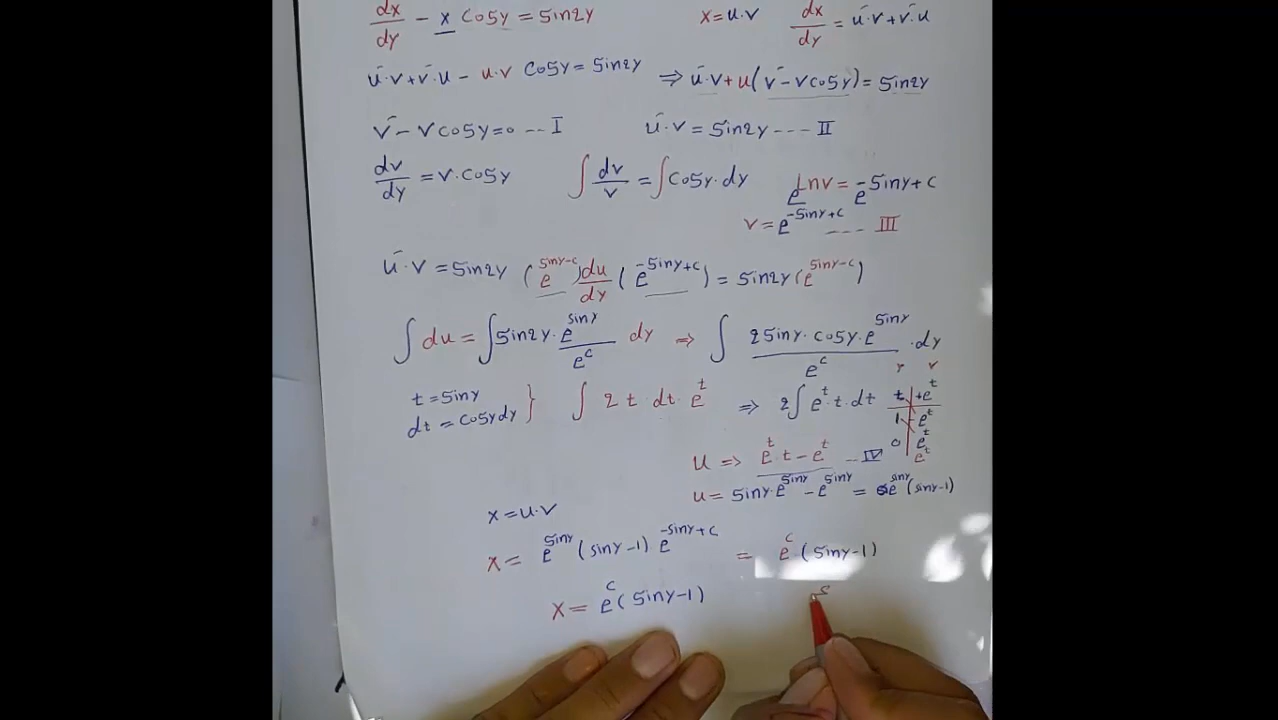 dx/dy - x cosy = sin2y    x = u·v    dx/dy = u̅·v + v̅·u
u̅·v + v̅·u - u·v cosy = sin2y ⇒ u̅·v + u(v̅ - v cosy) = sin2y
v̅ - v cosy = 0 -- I    u̅·v = sin2y --- II
dv/dy = v·cosy    ∫ dv/v = ∫ cosy·dy    e^Lnv = e^-siny+c
v = e^-siny+c --- III
u̅·v = sin2y (e^siny-c) du/dy (e^-siny+c) = sin2y (e^siny-c)
∫ du = ∫ sin2y · e^siny/e^c dy ⇒ ∫ 2siny·cosy·e^siny/e^c · dy
t = siny
dt = cosydy } ∫ 2t·dt·e^t ⇒ 2∫ e^t·t·dt    t | +e^t
1 | -e^t
0 | e^t
e^t
u ⇒ e^t·t - e^t -- IV
u = siny·e^siny - e^siny = e^siny (siny-1)
x = u·v
x = e^siny (siny-1) e^-siny+c = e^c (siny-1)
x = e^c (siny-1)